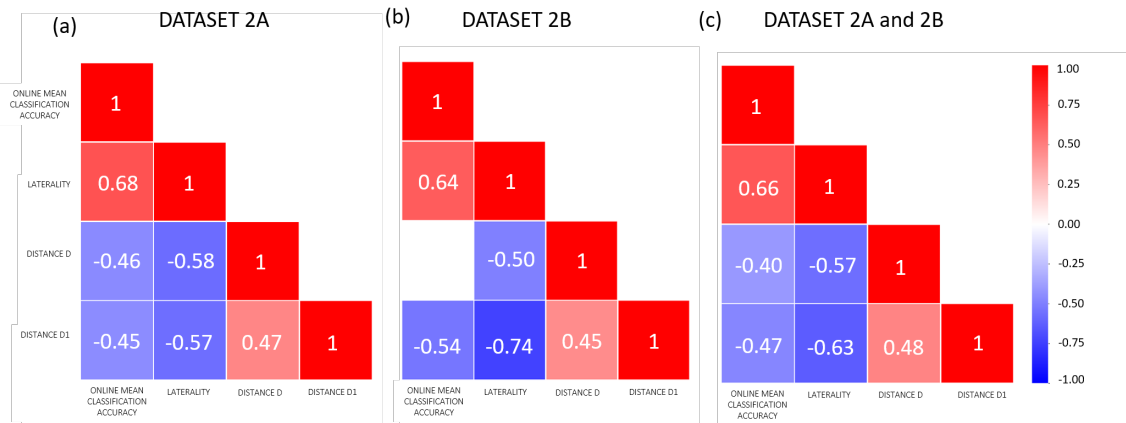 (a) DATASET 2A
(b) DATASET 2B
(c) DATASET 2A and 2B
ONLINE MEAN
CLASSIFICATION
ACCURACY
LATERALITY
DISTANCE D
DISTANCE D1
1
0.68 1
-0.46 -0.58 1
-0.45 -0.57 0.47 1
ONLINE MEAN
CLASSIFICATION
ACCURACY
LATERALITY
DISTANCE D
DISTANCE D1
1
0.64 1
-0.50 1
-0.54 -0.74 0.45 1
ONLINE MEAN
CLASSIFICATION
ACCURACY
LATERALITY
DISTANCE D
DISTANCE D1
1
0.66 1
-0.40 -0.57 1
-0.47 -0.63 0.48 1
ONLINE MEAN
CLASSIFICATION
ACCURACY
LATERALITY
DISTANCE D
DISTANCE D1
1.00
0.75
0.50
0.25
0.00
-0.25
-0.50
-0.75
-1.00